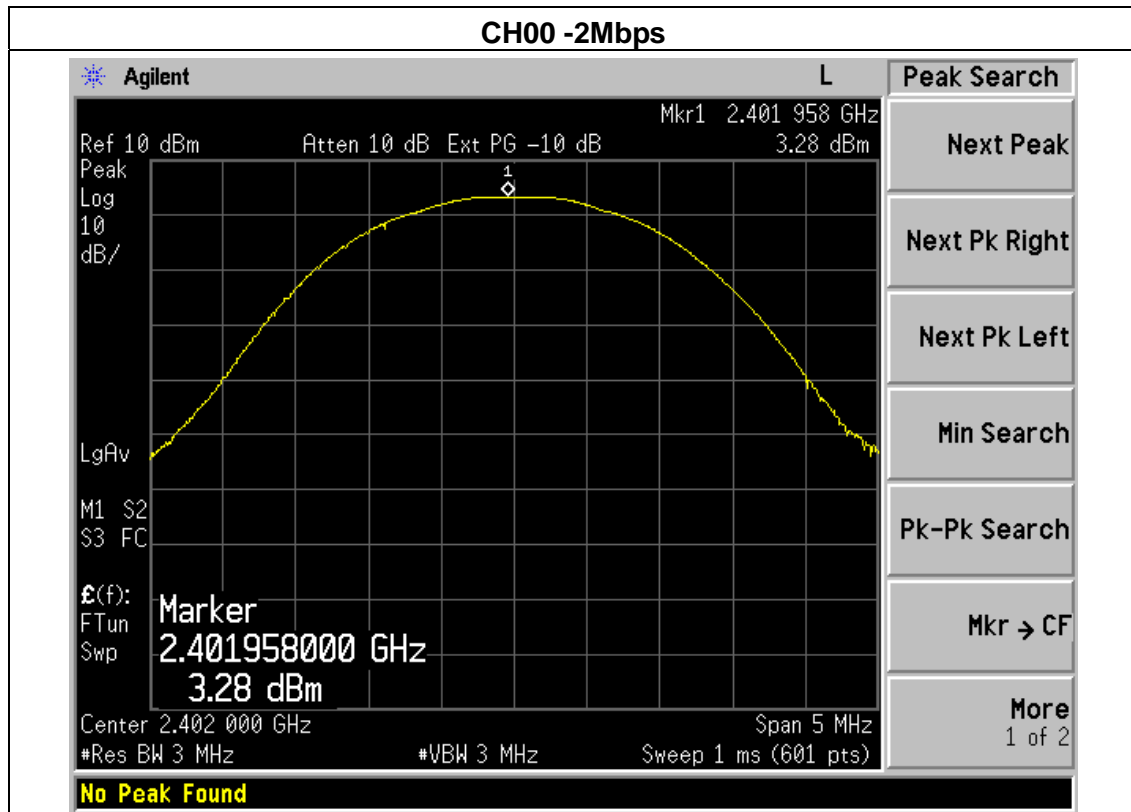 CH00 -2Mbps
Agilent L Peak Search
Mkr1 2.401 958 GHz
Ref 10 dBm Atten 10 dB Ext PG -10 dB 3.28 dBm
Peak
Log
10
dB/
1
LgAv
M1 S2
S3 FC
£(f):
FTun
Swp
Marker
2.401958000 GHz
3.28 dBm
Center 2.402 000 GHz Span 5 MHz
#Res BW 3 MHz #VBW 3 MHz Sweep 1 ms (601 pts)
No Peak Found
Next Peak
Next Pk Right
Next Pk Left
Min Search
Pk-Pk Search
Mkr → CF
More
1 of 2